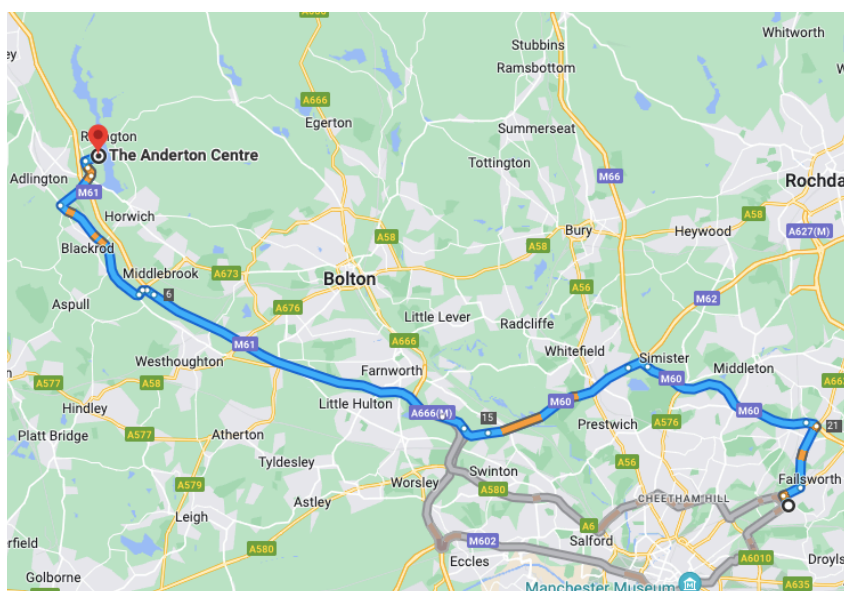 A666
Whitworth
Stubbins
Ramsbottom
Egerton
A666
Summerseat
The Anderton Centre
Tottington
M66
Adlington
M61
Rochda
Horwich
A58
Bury
Heywood
A58
A627(M)
Blackrod
A58
Middlebrook
A673
Bolton
6
A56
M62
Aspull
A676
Little Lever
Radcliffe
A666
Simister
Whitefield
Middleton
M61
Westhoughton
Farnworth
M60
A577
A58
M60
A66
Hindley
Little Hulton
A666(M)
15
M60
M60
Prestwich
A576
21
Platt Bridge
A577
Atherton
Tyldesley
Swinton
A56
Failsworth
Worsley
A580
CHEETHAM HILL
A579
Astley
Leigh
A6
Salford
M602
A580
Eccles
A6010
Droyls
Golborne
Manchester Museum
A635